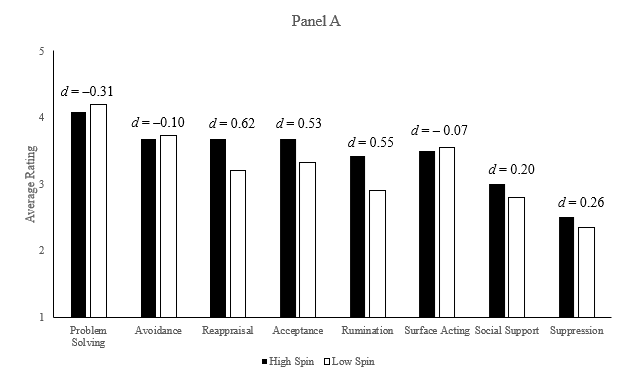 Panel A
5
4
3
2
1
Average Rating
d = –0.31
d = –0.10
d = 0.62
d = 0.53
d = 0.55
d = – 0.07
d = 0.20
d = 0.26
Problem
Solving
Avoidance
Reappraisal
Acceptance
Rumination
Surface Acting
Social Support
Suppression
High Spin
Low Spin